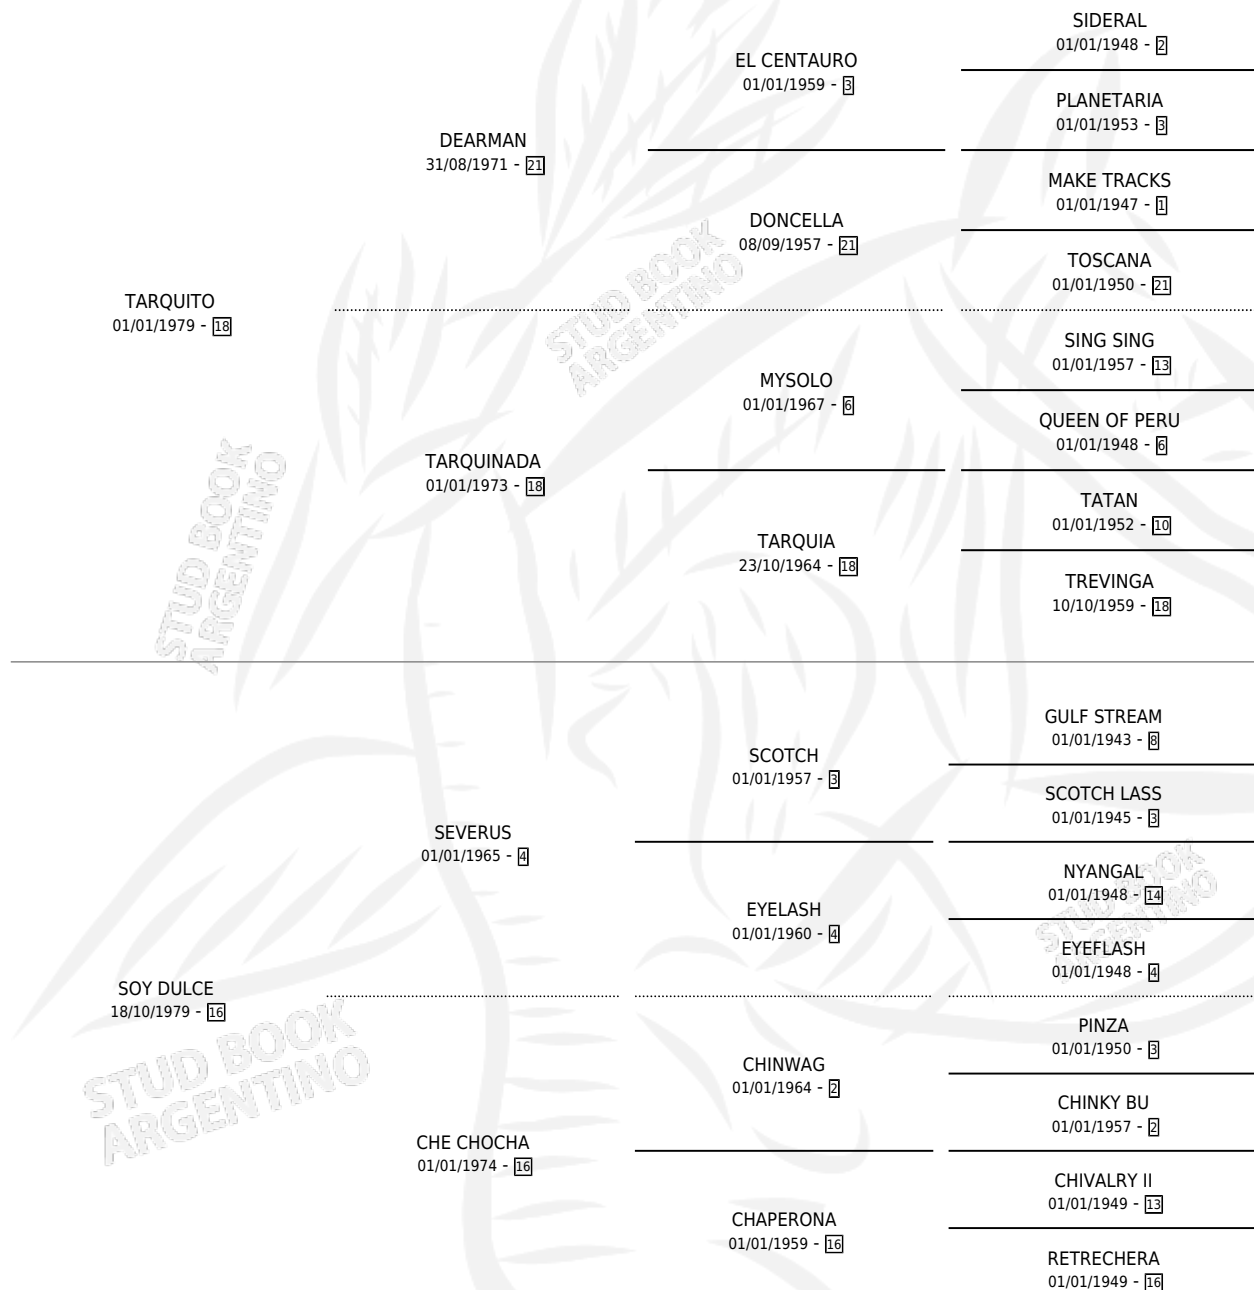 SIDERAL
01/01/1948 - 2
EL CENTAURO
01/01/1959 - 3
PLANETARIA
01/01/1953 - 3
DEARMAN
31/08/1971 - 21
MAKE TRACKS
01/01/1947 - 1
DONCELLA
08/09/1957 - 21
TOSCANA
01/01/1950 - 21
TARQUITO
01/01/1979 - 18
SING SING
01/01/1957 - 13
MYSOLO
01/01/1967 - 6
QUEEN OF PERU
01/01/1948 - 6
TARQUINADA
01/01/1973 - 18
TATAN
01/01/1952 - 10
TARQUIA
23/10/1964 - 18
TREVINGA
10/10/1959 - 18
GULF STREAM
01/01/1943 - 8
SCOTCH
01/01/1957 - 3
SCOTCH LASS
01/01/1945 - 3
SEVERUS
01/01/1965 - 4
NYANGAL
01/01/1948 - 14
EYELASH
01/01/1960 - 4
EYEFLASH
01/01/1948 - 4
SOY DULCE
18/10/1979 - 16
PINZA
01/01/1950 - 3
CHINWAG
01/01/1964 - 2
CHINKY BU
01/01/1957 - 2
CHE CHOCHA
01/01/1974 - 16
CHIVALRY II
01/01/1949 - 13
CHAPERONA
01/01/1959 - 16
RETRECHERA
01/01/1949 - 16
STUD BOOK
ARGENTINO
STUD BOOK
ARGENTINO
STUD BOOK
ARGENTINO
STUD BOOK
ARGENTINO